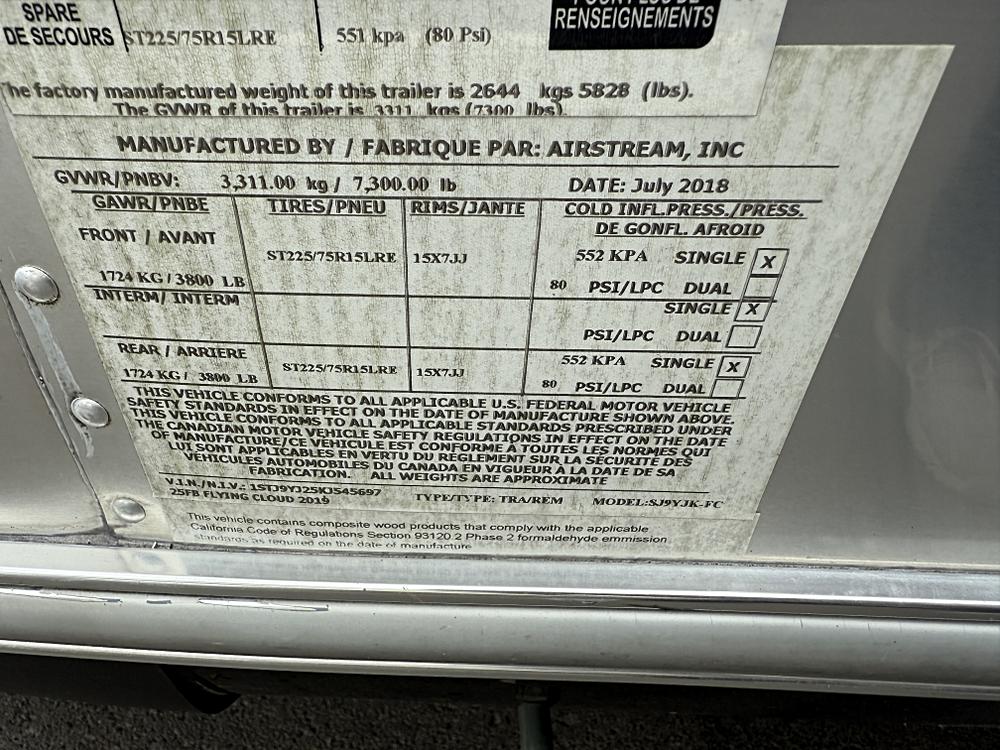 SPARE
DE SECOURS ST225/75R15LRE 551 kpa (80 Psi)
RENSEIGNEMENTS
The factory manufactured weight of this trailer is 2644 kgs 5828 (lbs).
The GVWR of this trailer is 3311 kgs (7300 lbs).
MANUFACTURED BY / FABRIQUE PAR: AIRSTREAM, INC
GVWR/PNBV: 3,311.00 kg / 7,300.00 lb DATE: July 2018
GAWR/PNBE TIRES/PNEU RIMS/JANTE COLD INFL.PRESS./PRESS.
DE GONFL. AFROID
FRONT / AVANT
ST225/75R15LRE 15X7JJ 552 KPA SINGLE X
1724 KG / 3800 LB 80 PSI/LPC DUAL
INTERM/ INTERM SINGLE X
PSI/LPC DUAL
REAR / ARRIERE ST225/75R15LRE 15X7JJ 552 KPA SINGLE X
1724 KG / 3800 LB 80 PSI/LPC DUAL
THIS VEHICLE CONFORMS TO ALL APPLICABLE U.S. FEDERAL MOTOR VEHICLE
SAFETY STANDARDS IN EFFECT ON THE DATE OF MANUFACTURE SHOWN ABOVE.
THIS VEHICLE CONFORMS TO ALL APPLICABLE STANDARDS PRESCRIBED UNDER
THE CANADIAN MOTOR VEHICLE SAFETY REGULATIONS IN EFFECT ON THE DATE
OF MANUFACTURE/CE VEHICULE EST CONFORME A TOUTES LES NORMES QUI
LUI SONT APPLICABLES EN VERTU DU REGLEMENT SUR LA SÉCURITÉ DES
VÉHICULES AUTOMOBILES DU CANADA EN VIGUEUR À LA DATE DE SA
FABRICATION. ALL WEIGHTS ARE APPROXIMATE
V.I.N./N.I.V.: 1STJ9YJ25KJ545697
25FB FLYING CLOUD 2019 TYPE/TYPE: TRA/REM MODEL:SJ9YJK-FC
This vehicle contains composite wood products that comply with the applicable
California Code of Regulations Section 93120.2 Phase 2 formaldehyde emmission
standards as required on the date of manufacture